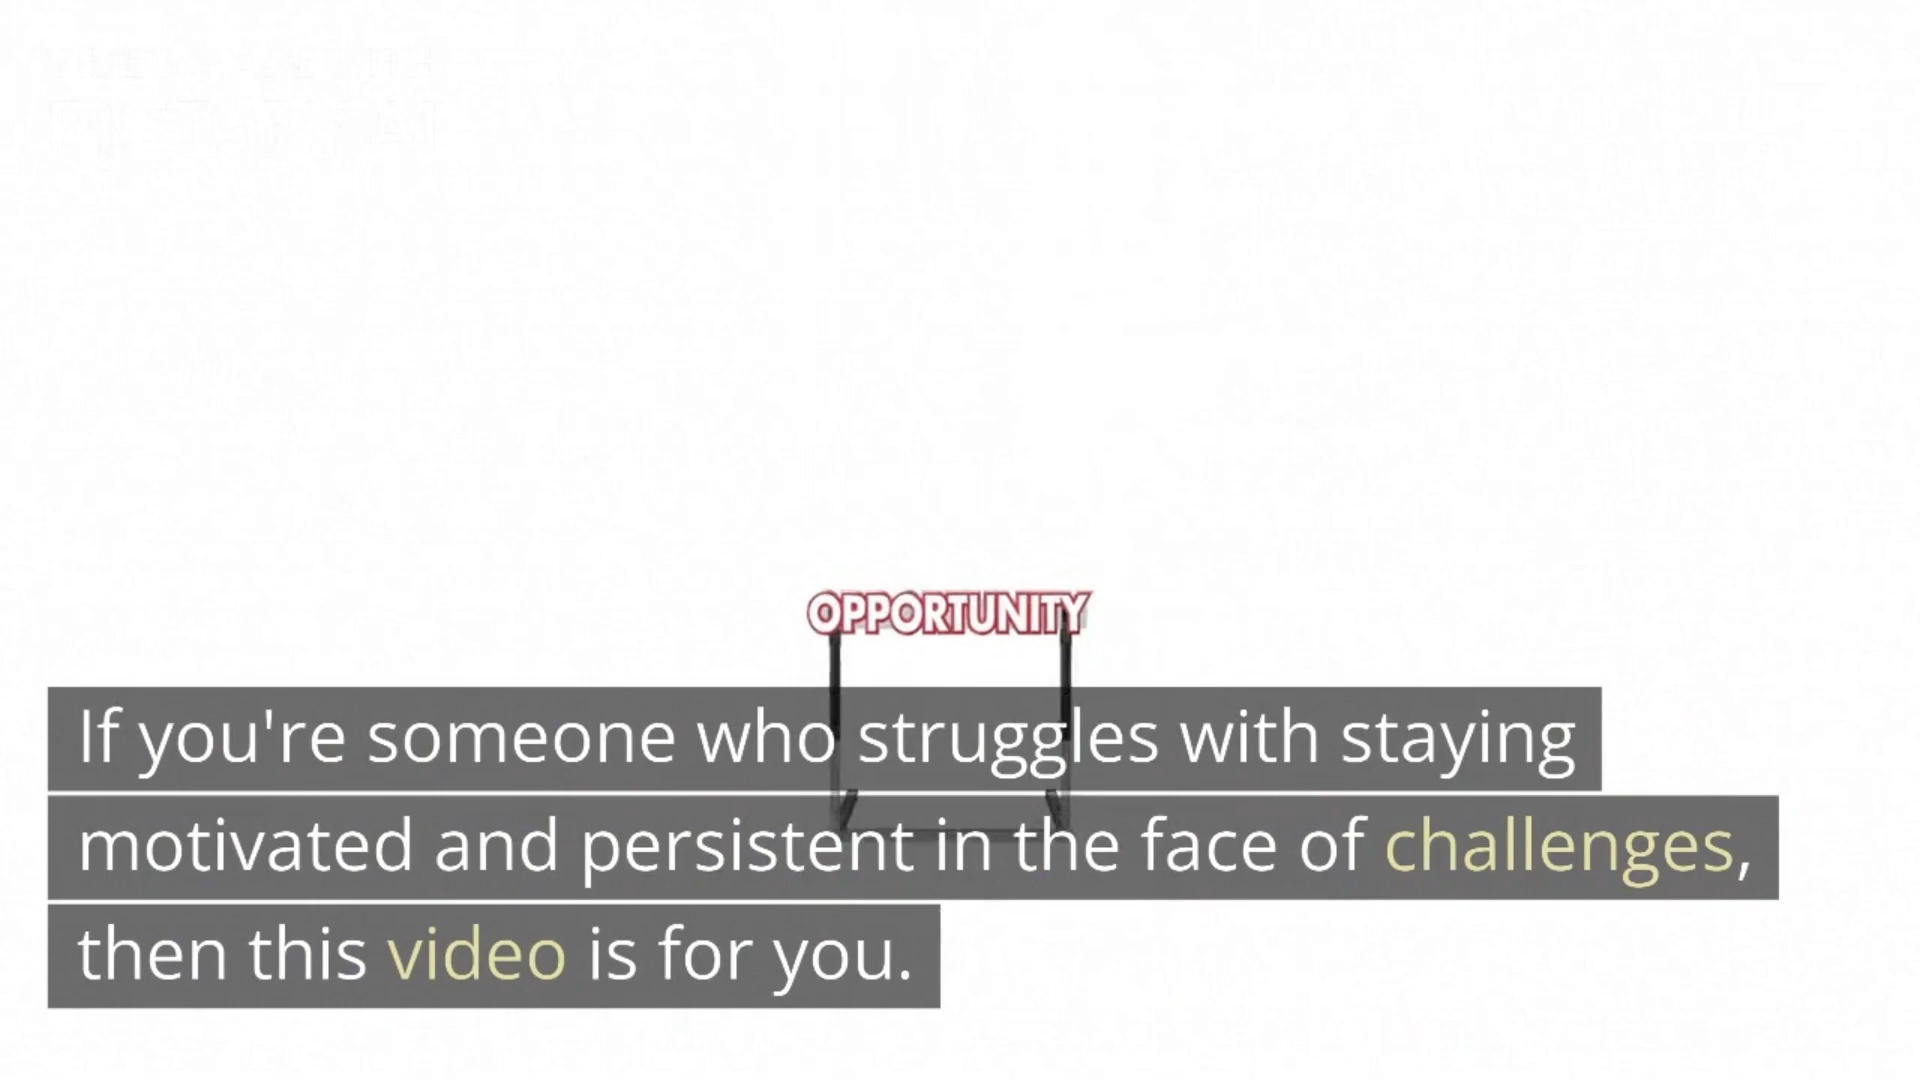 OPPORTUNITY
If you're someone who struggles with staying
motivated and persistent in the face of challenges,
then this video is for you.